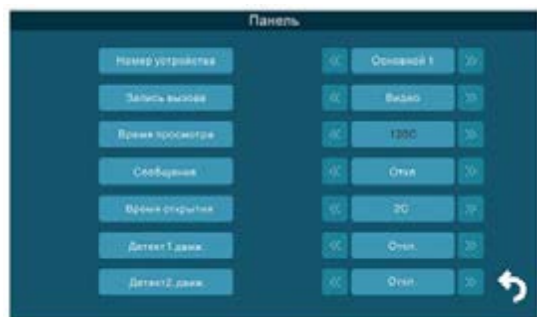 Панель
Номер устройства « Основной 1 »
Запись вызова « Видео »
Время просмотра « 120С »
Сообщения « Откл »
Время открытия « 2С »
Детект1 движ. « Откл. »
Детект2. движ. « Откл. »